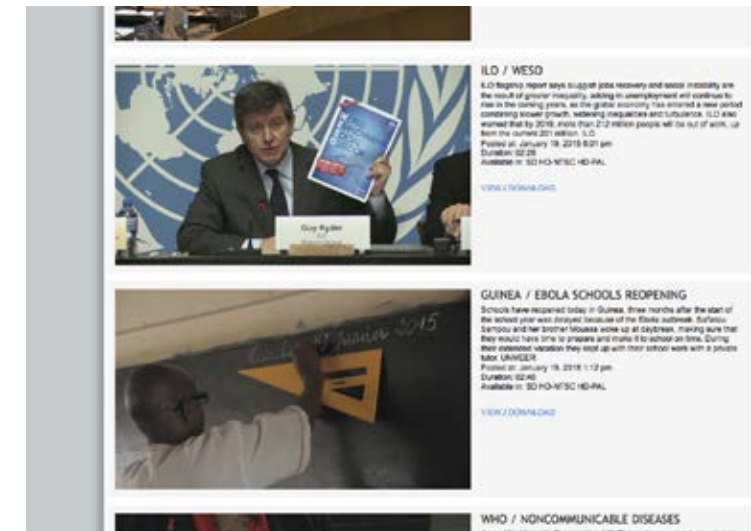 ILO / WESO
ILO flagship report says sluggish jobs recovery and social instability are
the result of greater inequality, adding in unemployment will continue to
rise in the coming years, as the global economy has entered a new period
combining slower growth, widening inequalities and turbulence. ILO also
warned that by 2019, more than 212 million people will be out of work, up
from the current 201 million. ILO
Posted at: January 19, 2015 6:01 pm
Duration: 02:28
Available in: SD HD-NTSC HD-PAL
VIEW / DOWNLOAD
Guy Ryder
GUINEA / EBOLA SCHOOLS REOPENING
Schools have reopened today in Guinea, three months after the start of
the school year was delayed because of the Ebola outbreak.
Sampou and her brother Moussa woke up at daybreak, making sure that
they would have time to prepare and make it to school on time. During
their extended vacation they kept up with their school work with a private
tutor. UNMEER
Posted at: January 19, 2015 1:12 pm
Duration: 02:40
Available in: SD HD-NTSC HD-PAL
VIEW / DOWNLOAD
Lundi 19 Janvier 2015
WHO / NONCOMMUNICABLE DISEASES